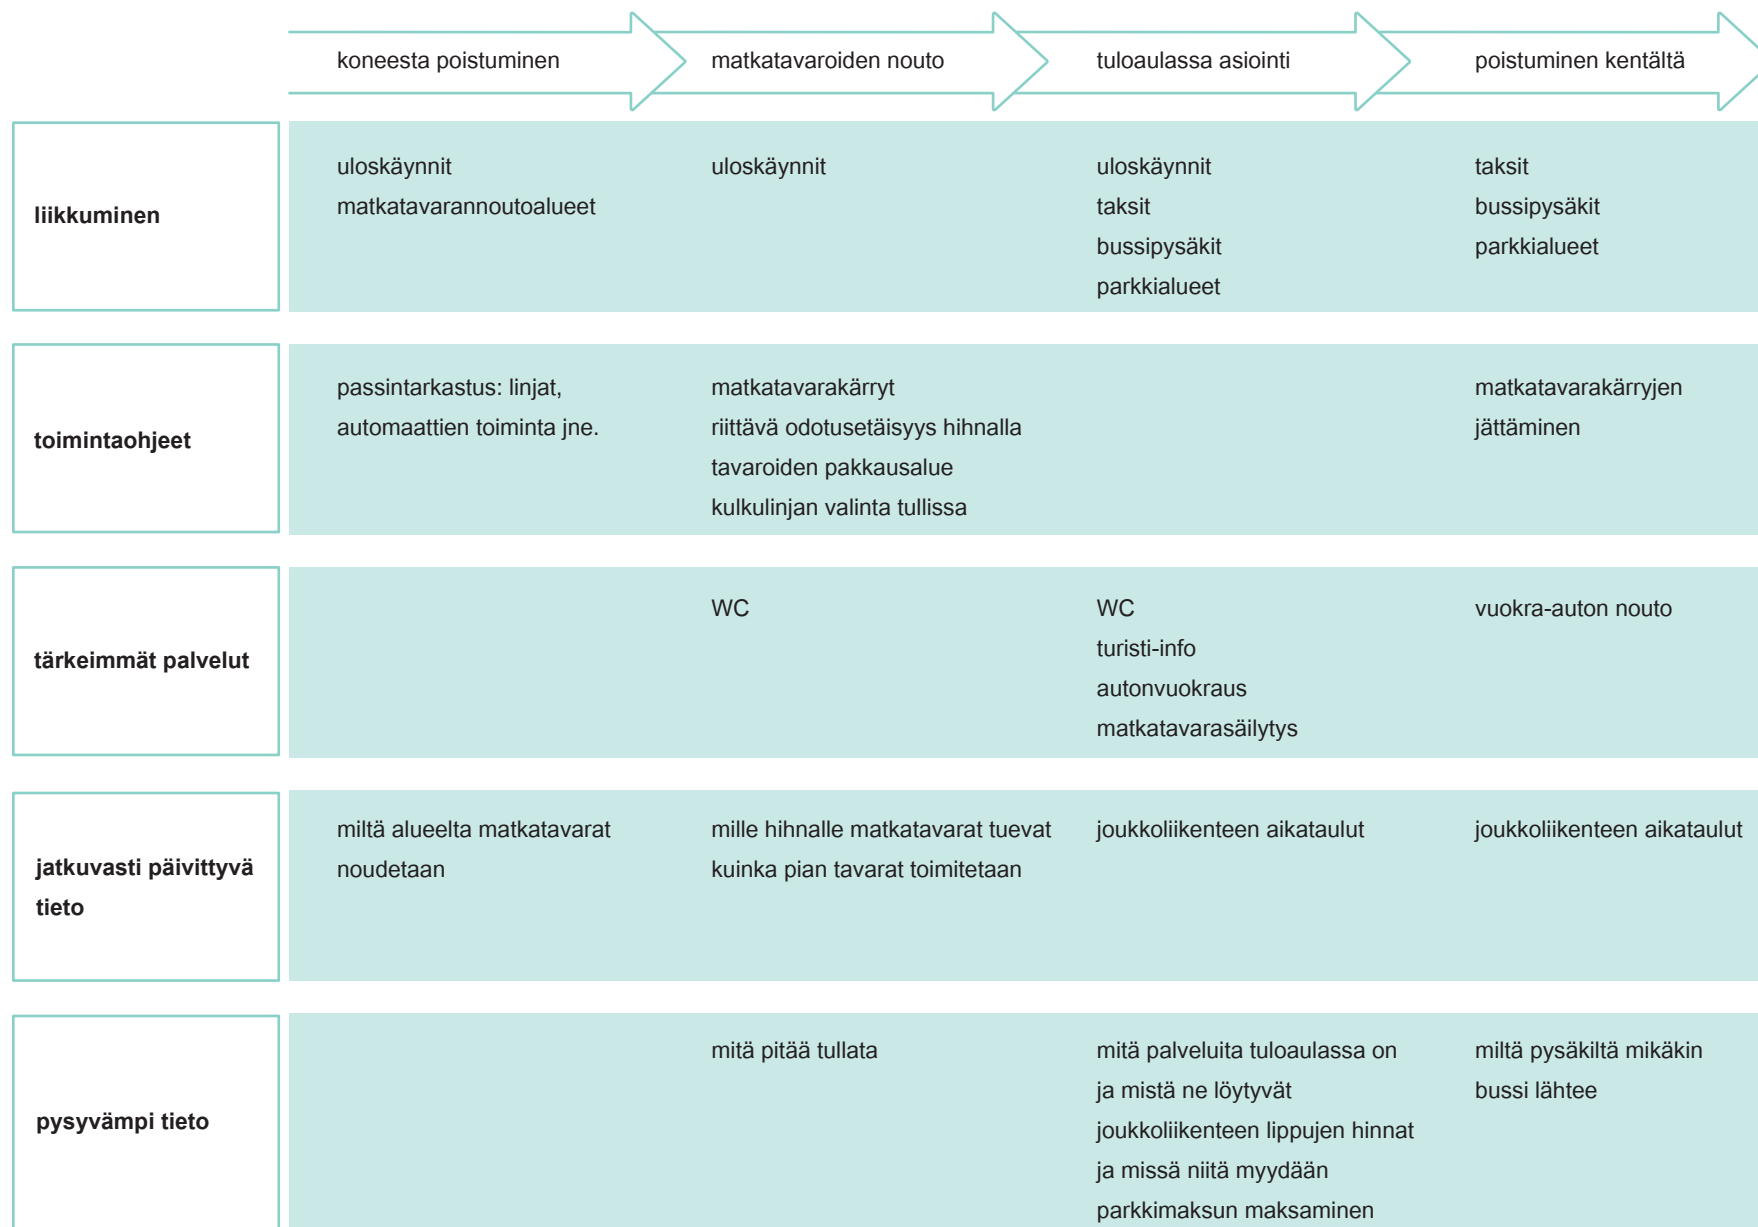 koneesta poistuminen
matkatavaroiden nouto
tuloaulassa asiointi
poistuminen kentältä
liikkuminen
uloskäynnit
matkatavarannoutoalueet
uloskäynnit
uloskäynnit
taksit
bussipysäkit
parkkialueet
taksit
bussipysäkit
parkkialueet
toimintaohjeet
passintarkastus: linjat,
automaattien toiminta jne.
matkatavarakärryt
riittävä odotusetäisyys hihnalla
tavaroiden pakkausalue
kulkulinjan valinta tullissa
matkatavarakärryjen
jättäminen
tärkeimmät palvelut
WC
WC
turisti-info
autonvuokraus
matkatavarasäilytys
vuokra-auton nouto
jatkuvasti päivittyvä
tieto
miltä alueelta matkatavarat
noudetaan
mille hihnalle matkatavarat tuevat
kuinka pian tavarat toimitetaan
joukkoliikenteen aikataulut
joukkoliikenteen aikataulut
pysyvämpi tieto
mitä pitää tullata
mitä palveluita tuloaulassa on
ja mistä ne löytyvät
joukkoliikenteen lippujen hinnat
ja missä niitä myydään
parkkimaksun maksaminen
miltä pysäkiltä mikäkin
bussi lähtee